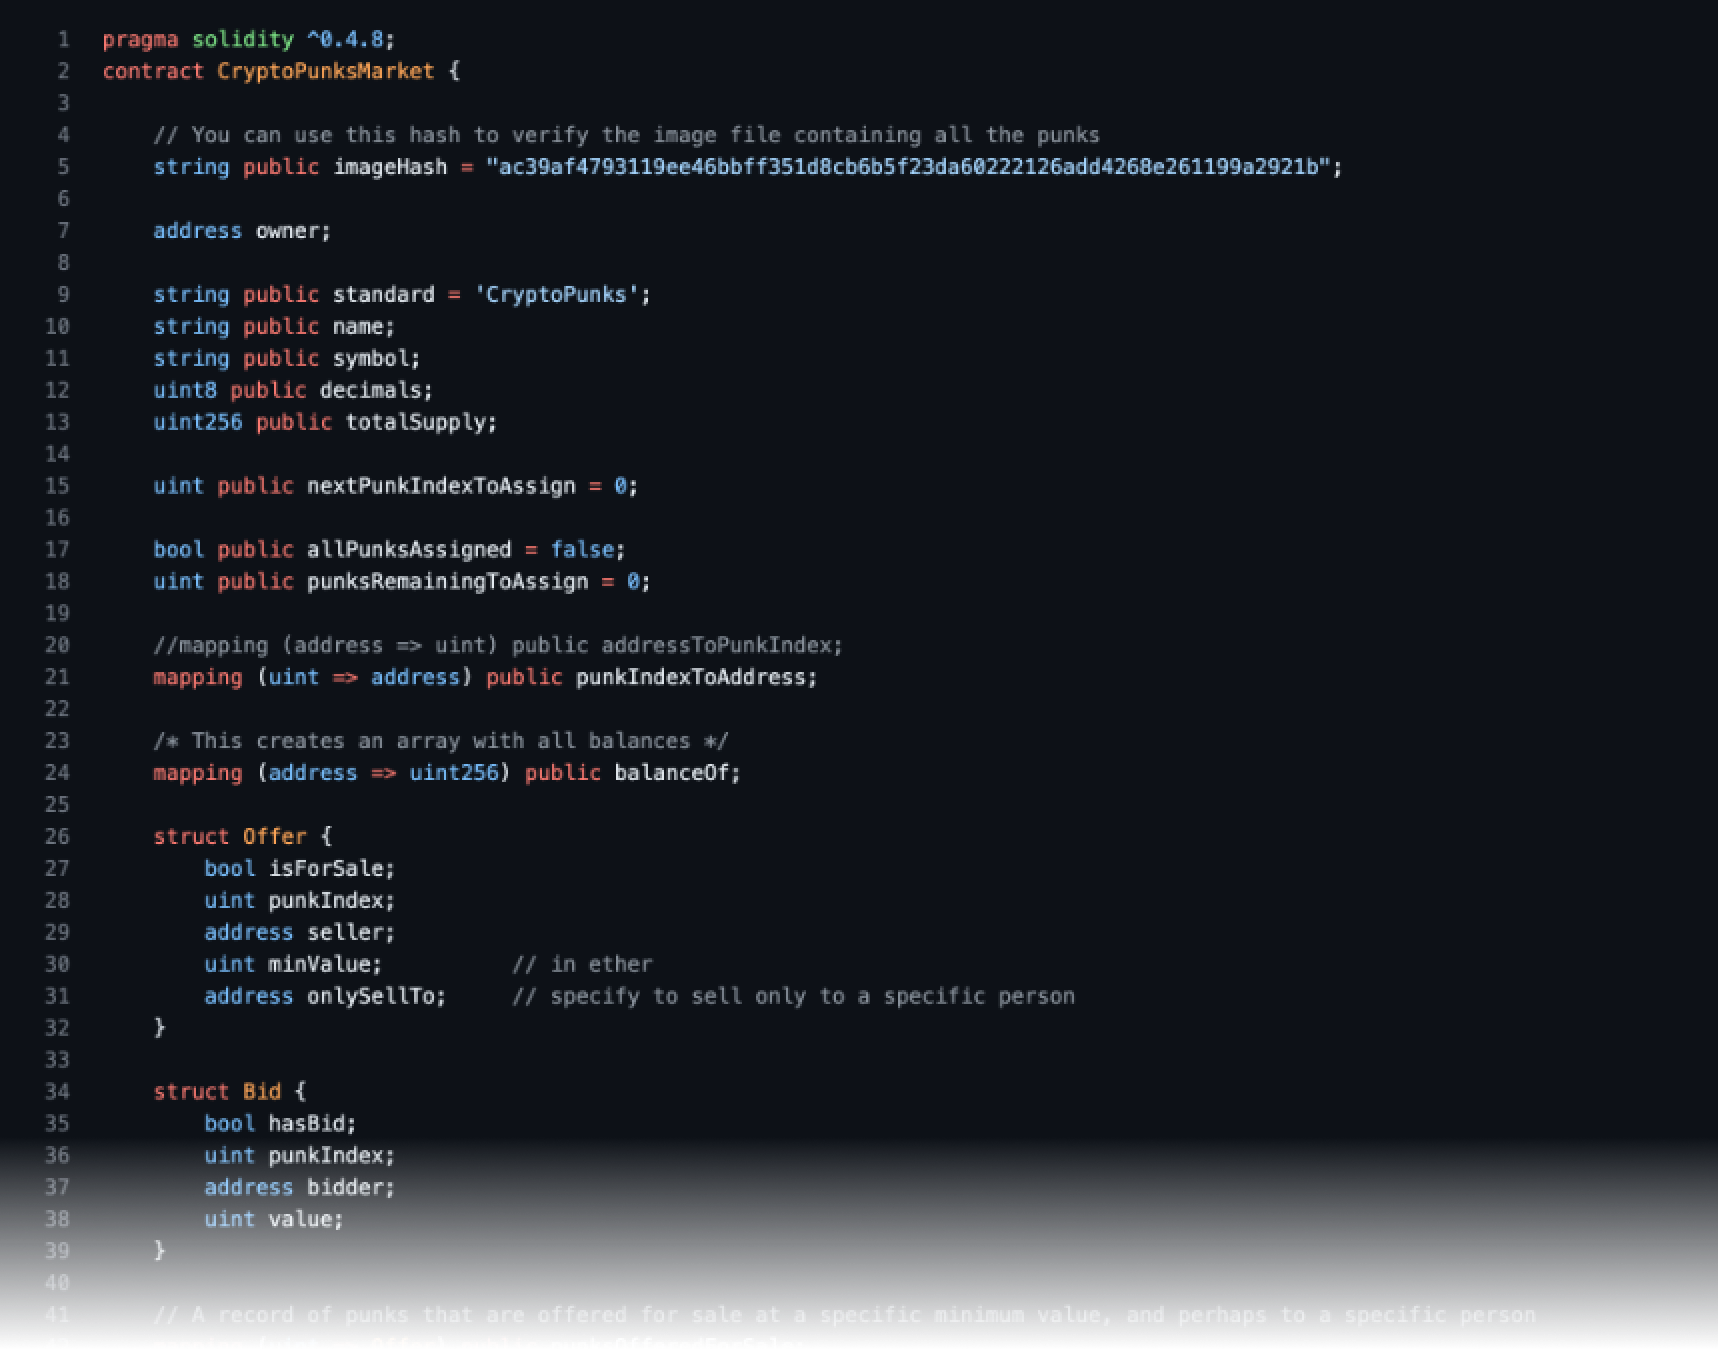 1 pragma solidity ^0.4.8;
2 contract CryptoPunksMarket {
3
4 // You can use this hash to verify the image file containing all the punks
5 string public imageHash = "ac39af4793119ee46bbff351d8cb6b5f23da60222126add4268e261199a2921b";
6
7 address owner;
8
9 string public standard = 'CryptoPunks';
10 string public name;
11 string public symbol;
12 uint8 public decimals;
13 uint256 public totalSupply;
14
15 uint public nextPunkIndexToAssign = 0;
16
17 bool public allPunksAssigned = false;
18 uint public punksRemainingToAssign = 0;
19
20 //mapping (address => uint) public addressToPunkIndex;
21 mapping (uint => address) public punkIndexToAddress;
22
23 /* This creates an array with all balances */
24 mapping (address => uint256) public balanceOf;
25
26 struct Offer {
27 bool isForSale;
28 uint punkIndex;
29 address seller;
30 uint minValue; // in ether
31 address onlySellTo; // specify to sell only to a specific person
32 }
33
34 struct Bid {
35 bool hasBid;
36 uint punkIndex;
37 address bidder;
38 uint value;
39 }
40
41 // A record of punks that are offered for sale at a specific minimum value, and perhaps to a specific person